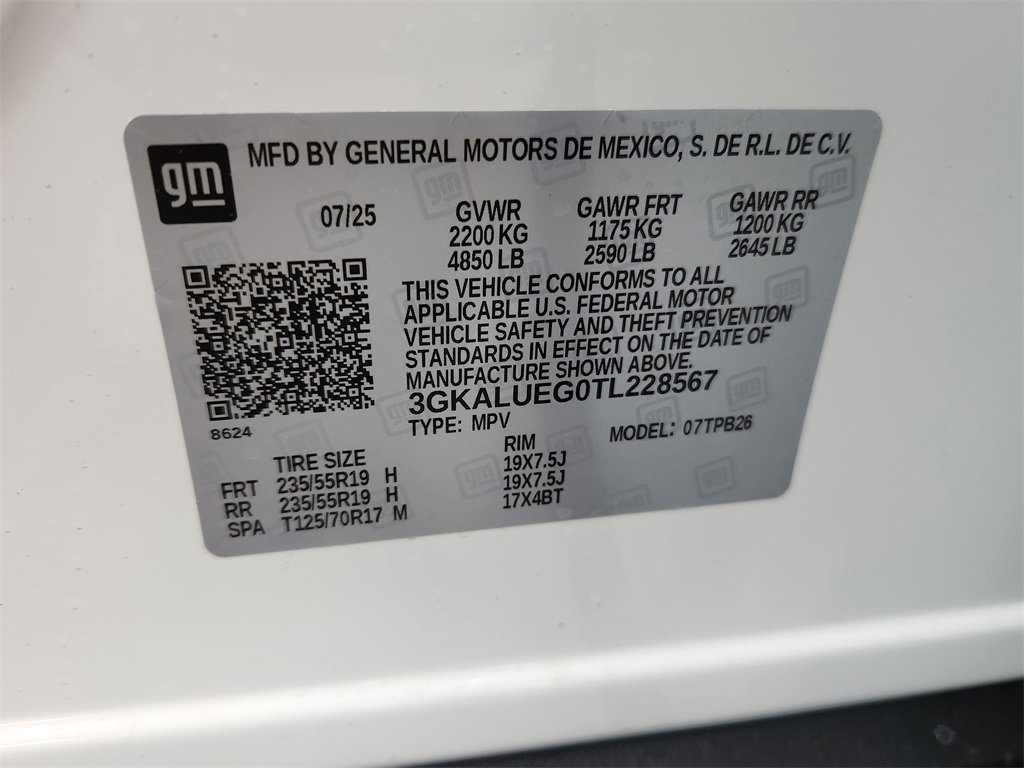 gm
MFD BY GENERAL MOTORS DE MEXICO, S. DE R.L. DE C.V.
07/25 GVWR GAWR FRT GAWR RR
2200 KG 1175 KG 1200 KG
4850 LB 2590 LB 2645 LB
THIS VEHICLE CONFORMS TO ALL
APPLICABLE U.S. FEDERAL MOTOR
VEHICLE SAFETY AND THEFT PREVENTION
STANDARDS IN EFFECT ON THE DATE OF
MANUFACTURE SHOWN ABOVE.
3GKALUEG0TL228567
8624
TYPE: MPV MODEL: 07TPB26
TIRE SIZE RIM
FRT 235/55R19 H 19X7.5J
RR 235/55R19 H 19X7.5J
SPA T125/70R17 M 17X4BT